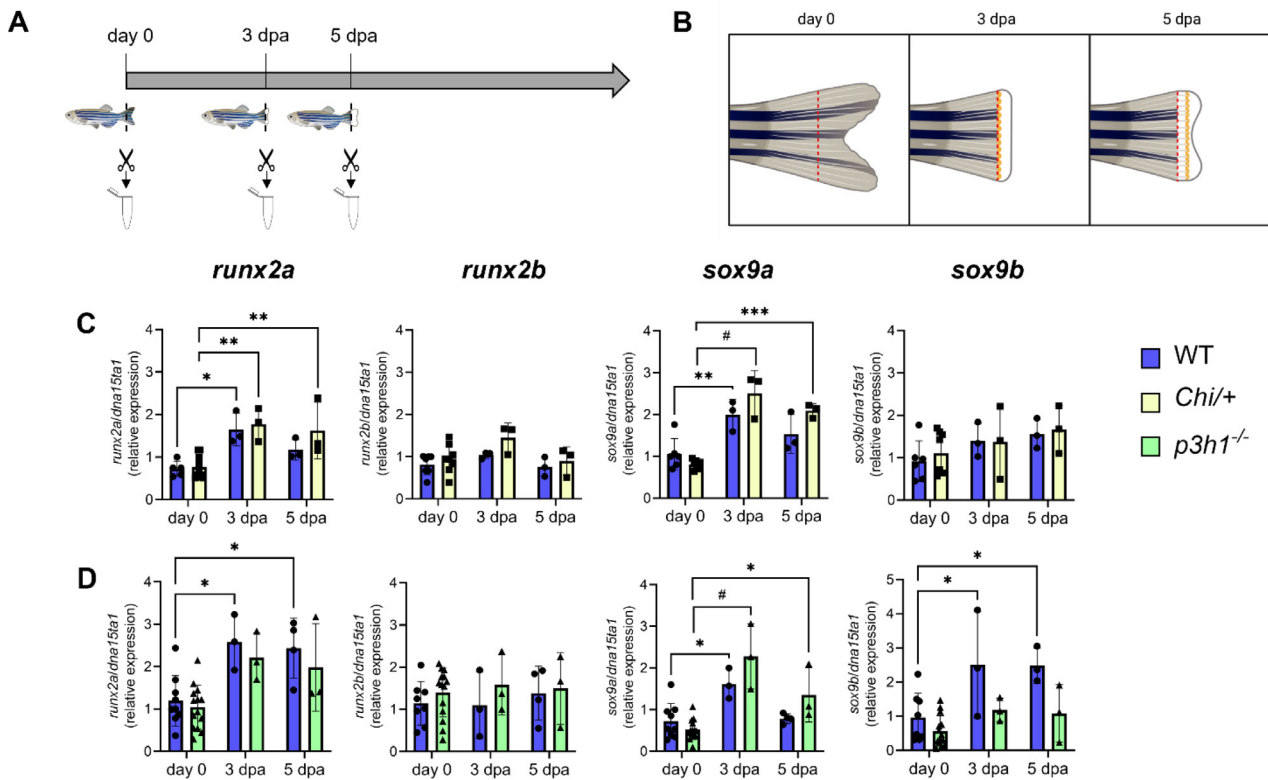 A
day 0
3 dpa
5 dpa
B
day 0
3 dpa
5 dpa
runx2a
runx2b
sox9a
sox9b
C
runx2a/dna15ta1
(relative expression)
4
3
2
1
0
*
**
**
day 0
3 dpa
5 dpa
runx2b/dna15ta1
(relative expression)
4
3
2
1
0
day 0
3 dpa
5 dpa
sox9a/dna15ta1
(relative expression)
4
3
2
1
0
**
#
***
day 0
3 dpa
5 dpa
sox9b/dna15ta1
(relative expression)
4
3
2
1
0
day 0
3 dpa
5 dpa
WT
Chi/+
p3h1-/-
D
runx2a/dna15ta1
(relative expression)
4
3
2
1
0
*
*
day 0
3 dpa
5 dpa
runx2b/dna15ta1
(relative expression)
4
3
2
1
0
day 0
3 dpa
5 dpa
sox9a/dna15ta1
(relative expression)
4
3
2
1
0
*
#
*
day 0
3 dpa
5 dpa
sox9b/dna15ta1
(relative expression)
5
4
3
2
1
0
*
*
day 0
3 dpa
5 dpa